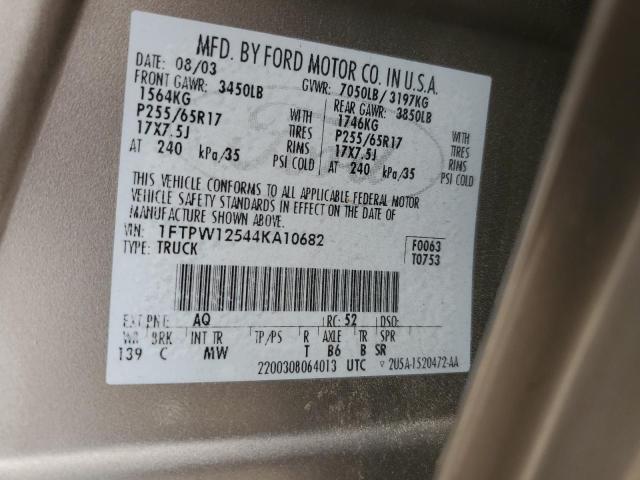 MFD. BY FORD MOTOR CO. IN U.S.A.
DATE: 08/03 GVWR: 7050LB/3197KG
FRONT GAWR: 3450LB REAR GAWR: 3850LB
1564KG 1746KG
P255/65R17 WITH TIRES P255/65R17 WITH TIRES
17X7.5J RIMS 17X7.5J RIMS
AT 240 kPa/35 PSI COLD AT 240 kPa/35 PSI COLD
THIS VEHICLE CONFORMS TO ALL APPLICABLE FEDERAL MOTOR
VEHICLE SAFETY STANDARDS IN EFFECT ON THE DATE OF
MANUFACTURE SHOWN ABOVE.
VIN: 1FTPW12544KA10682 F0063
TYPE: TRUCK T0753
EXT PNT: AQ RC: 52 DSO:
WB BRK INT TR TP/PS R AXLE TR SPR
139 C MW T B6 B SR
2200308064013 UTC ▽ 2U5A-1520472-AA
Ford